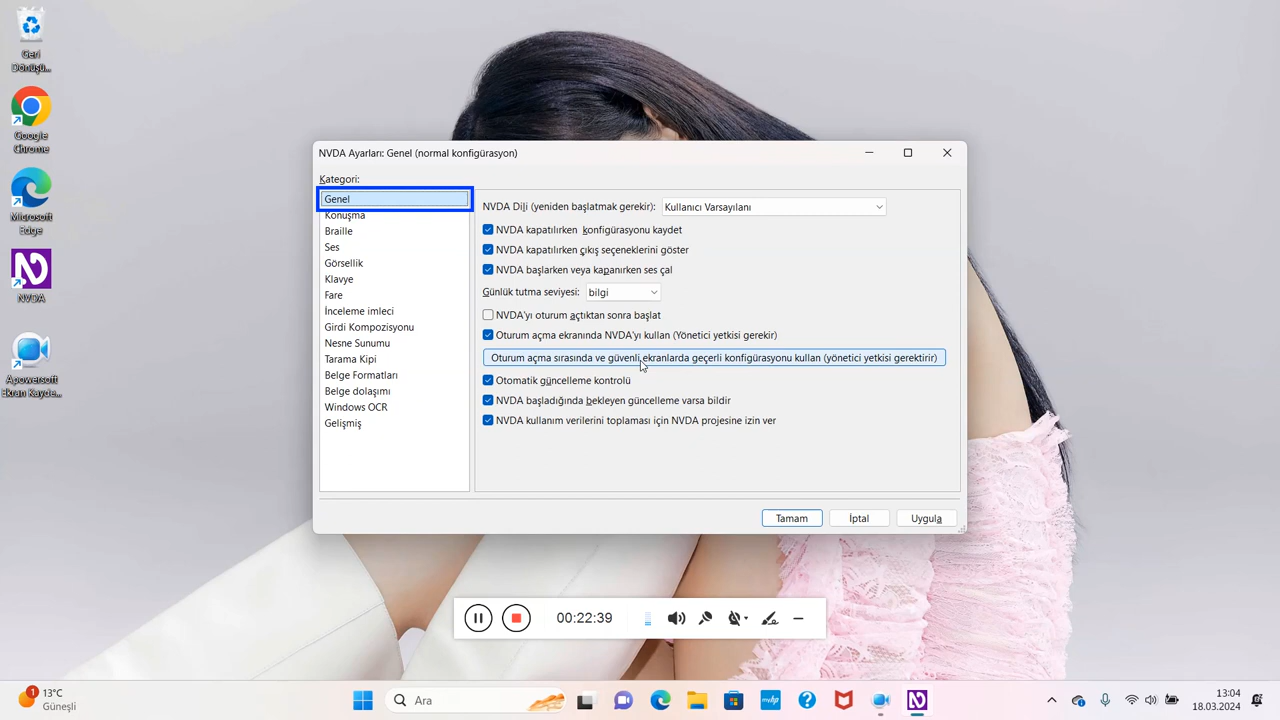 Geri
Dönüşü...
Google
Chrome
Microsoft
Edge
NVDA
Apowersoft
Ekran Kayde...
NVDA Ayarları: Genel (normal konfigürasyon)
Kategori:
Genel
Konuşma
Braille
Ses
Görsellik
Klavye
Fare
İnceleme imleci
Girdi Kompozisyonu
Nesne Sunumu
Tarama Kipi
Belge Formatları
Belge dolaşımı
Windows OCR
Gelişmiş
NVDA Dili (yeniden başlatmak gerekir): Kullanıcı Varsayılanı
NVDA kapatılırken konfigürasyonu kaydet
NVDA kapatılırken çıkış seçeneklerini göster
NVDA başlarken veya kapanırken ses çal
Günlük tutma seviyesi: bilgi
NVDA'yı oturum açtıktan sonra başlat
Oturum açma ekranında NVDA'yı kullan (Yönetici yetkisi gerekir)
Oturum açma sırasında ve güvenli ekranlarda geçerli konfigürasyonu kullan (yönetici yetkisi gerektirir)
Otomatik güncelleme kontrolü
NVDA başladığında bekleyen güncelleme varsa bildir
NVDA kullanım verilerini toplaması için NVDA projesine izin ver
Tamam İptal Uygula
00:22:39
1
13°C
Güneşli
Ara
myhp
13:04
18.03.2024